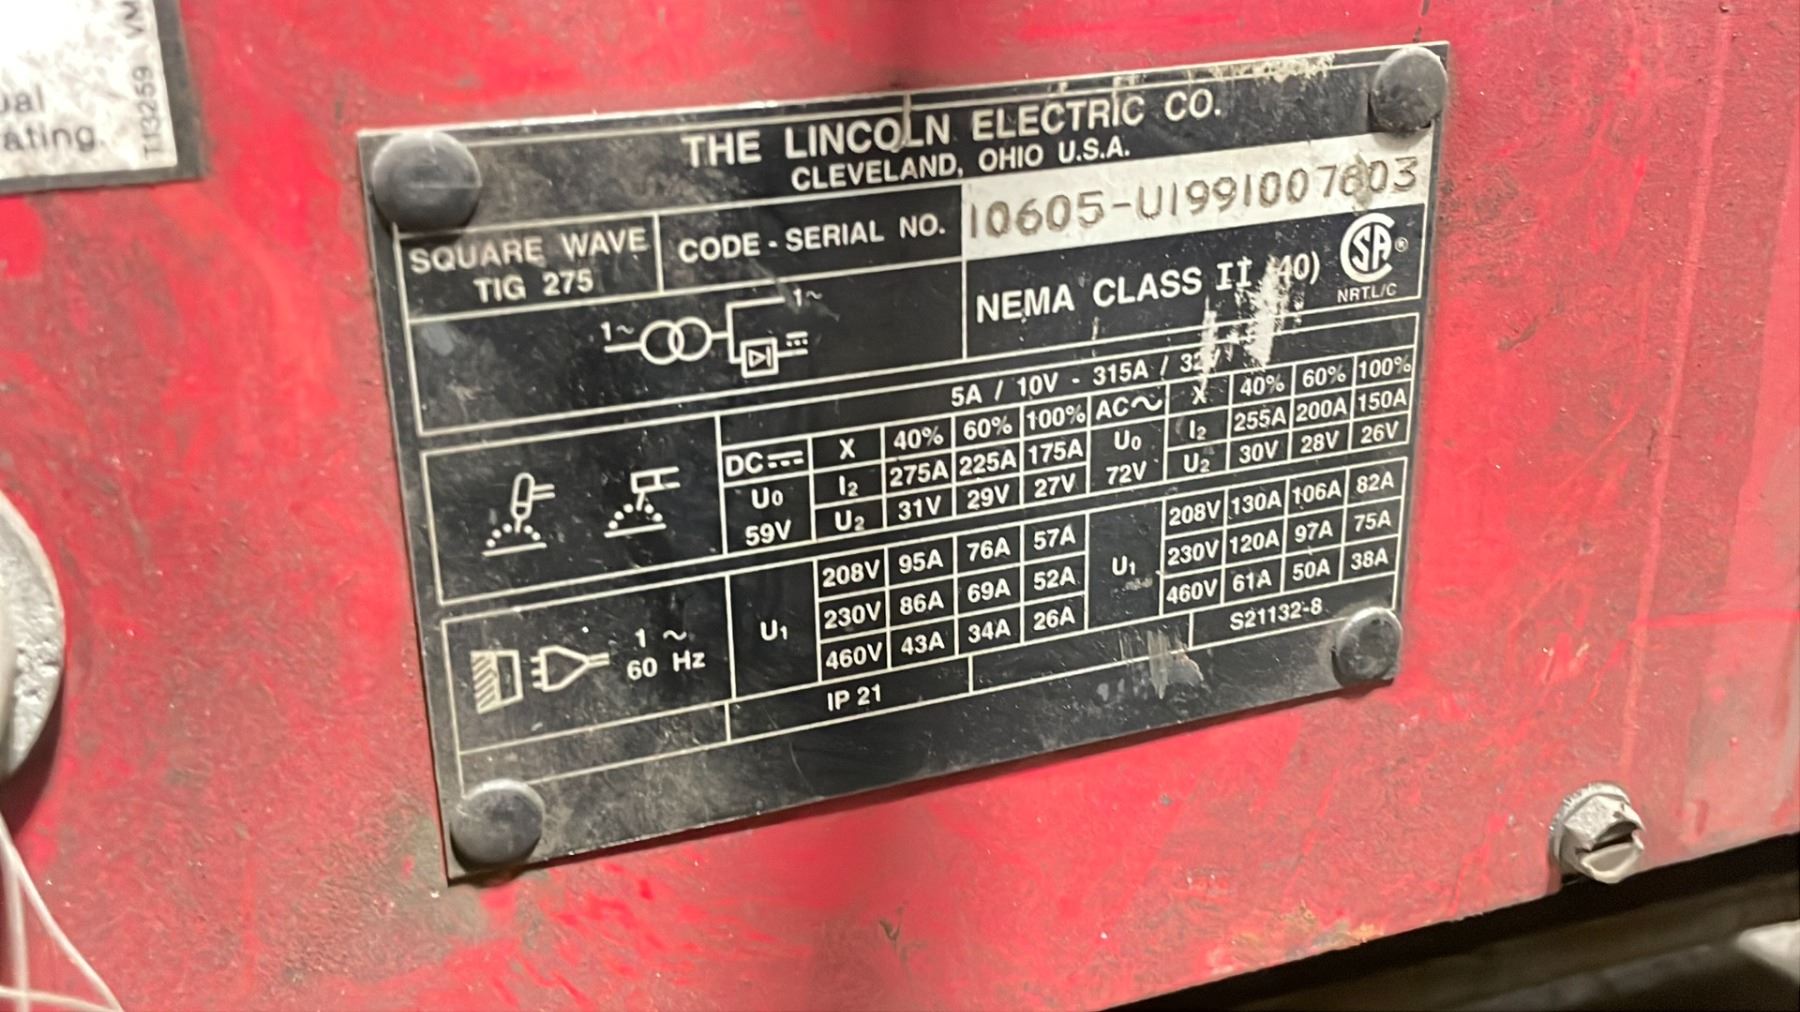 ual
ating.
T13259 VM
THE LINCOLN ELECTRIC CO.
CLEVELAND, OHIO U.S.A.
SQUARE WAVE
TIG 275
CODE - SERIAL NO.
10605-U1991007603
NEMA CLASS II (40)
SA®
NRTL/C
1~
1~
5A / 10V - 315A / 32V
DC X 40% 60% 100% AC~ X 40% 60% 100%
U0 I2 275A 225A 175A U0 I2 255A 200A 150A
59V U2 31V 29V 27V 72V U2 30V 28V 26V
1 ~
60 Hz
U1 208V 95A 76A 57A U1 208V 130A 106A 82A
230V 86A 69A 52A 230V 120A 97A 75A
460V 43A 34A 26A 460V 61A 50A 38A
IP 21
S21132-8